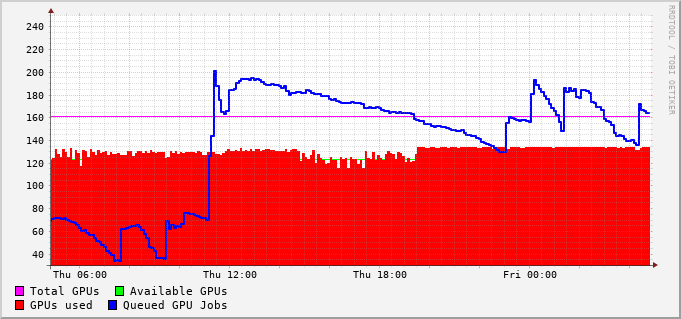 RRDTOOL / TOBI OETIKER
240
220
200
180
160
140
120
100
80
60
40
Thu 06:00 Thu 12:00 Thu 18:00 Fri 00:00
Total GPUs Available GPUs
GPUs used Queued GPU Jobs